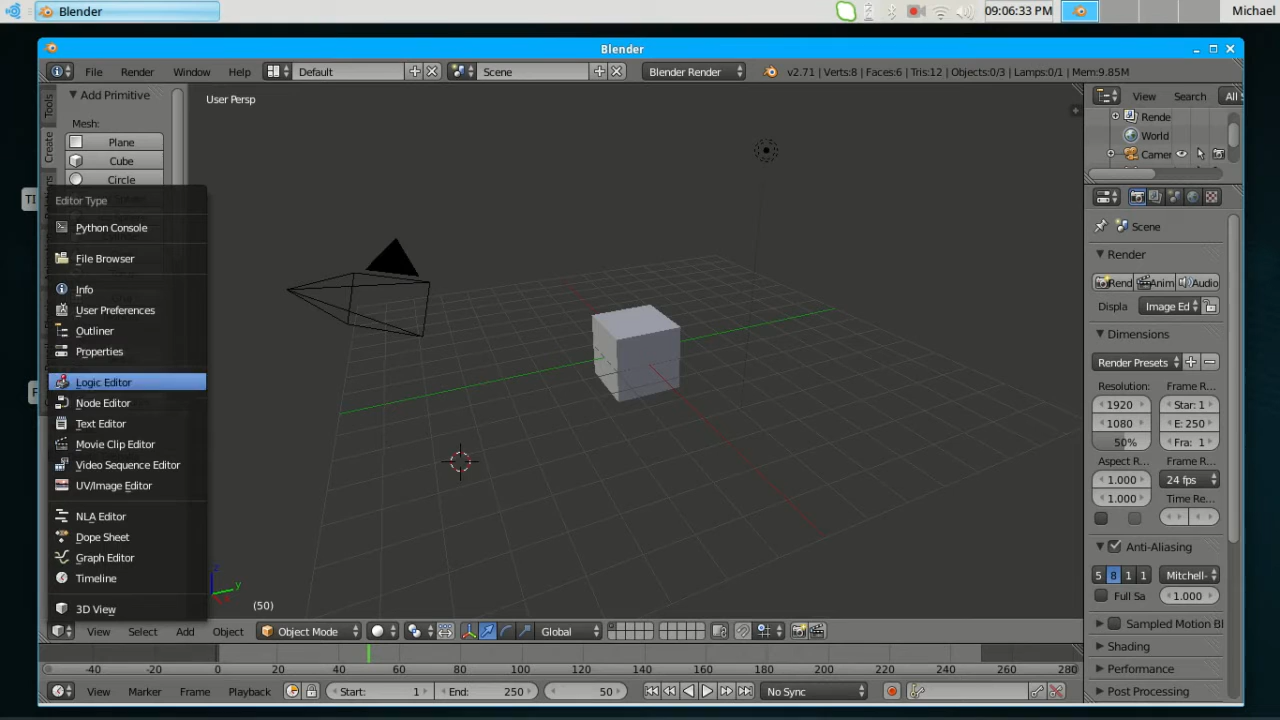 Blender
09:06:33 PM
Michael
Blender
File Render Window Help Default Scene Blender Render v2.71 | Verts:8 | Faces:6 | Tris:12 | Objects:0/3 | Lamps:0/1 | Mem:9.85M
View Search All
Tools
Create
Add Primitive
Mesh:
Plane
Cube
Circle
User Persp
TI
Editor Type
Python Console
File Browser
Info
User Preferences
Outliner
Properties
Logic Editor
Node Editor
Text Editor
Movie Clip Editor
Video Sequence Editor
UV/Image Editor
NLA Editor
Dope Sheet
Graph Editor
Timeline
3D View
z
y
(50)
Rende
World
Camer
Scene
Render
Rend Anim Audio
Displa Image Ed
Dimensions
Render Presets
Resolution: Frame R
1920 Star: 1
1080 E: 250
50% Fra: 1
Aspect R Frame R
1.000 24 fps
1.000 Time Re
Anti-Aliasing
5 8 1 1 Mitchell-
Full Sa 1.000
Sampled Motion Bl
Shading
Performance
Post Processing
View Select Add Object Object Mode Global
-40 -20 0 20 40 60 80 100 120 140 160 180 200 220 240 260 280
View Marker Frame Playback Start: 1 End: 250 50 No Sync